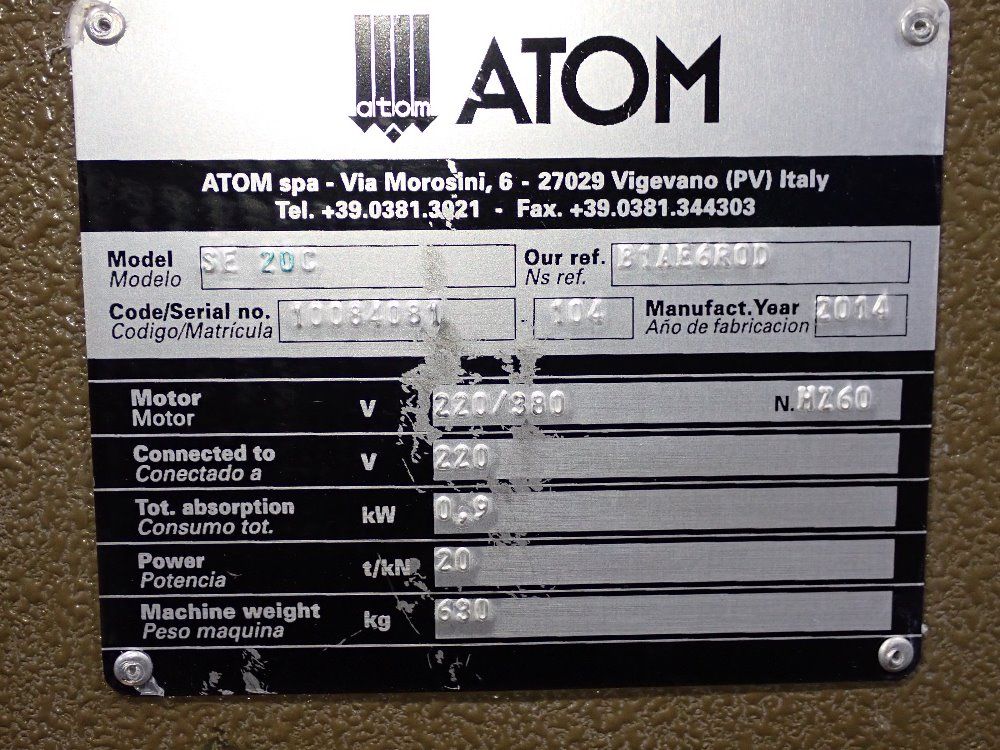 atom
ATOM
ATOM spa - Via Morosini, 6 - 27029 Vigevano (PV) Italy
Tel. +39.0381.3021 - Fax. +39.0381.344303
Model SE 20C Our ref. B1AE6R0D
Modelo Ns ref.
Code/Serial no. 10084081 104 Manufact.Year 2014
Codigo/Matrícula Año de fabricacion
Motor V 220/380 N. HZ60
Motor
Connected to V 220
Conectado a
Tot. absorption kW 0,9
Consumo tot.
Power t/kN 20
Potencia
Machine weight kg 680
Peso maquina